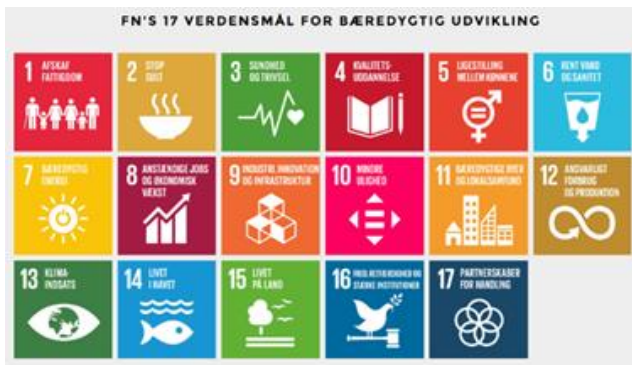 FN'S 17 VERDENSMÅL FOR BÆREDYGTIG UDVIKLING
1 AFSKAF
FATTIGDOM
2 STOP
SULT
3 SUNDHED
OG TRIVSEL
4 KVALITETS-
UDDANNELSE
5 LIGESTILLING
MELLEM KØNNENE
6 RENT VAND
OG SANITET
7 BÆREDYGTIG
ENERGI
8 ANSTÆNDIGE JOBS
OG ØKONOMISK
VÆKST
9 INDUSTRI, INNOVATION
OG INFRASTRUKTUR
10 MINDRE
ULIGHED
11 BÆREDYGTIGE BYER
OG LOKALSAMFUND
12 ANSVARLIGT
FORBRUG
OG PRODUKTION
13 KLIMA-
INDSATS
14 LIVET
I HAVET
15 LIVET
PÅ LAND
16 FRED, RETFÆRDIGHED OG
STÆRKE INSTITUTIONER
17 PARTNERSKABER
FOR HANDLING